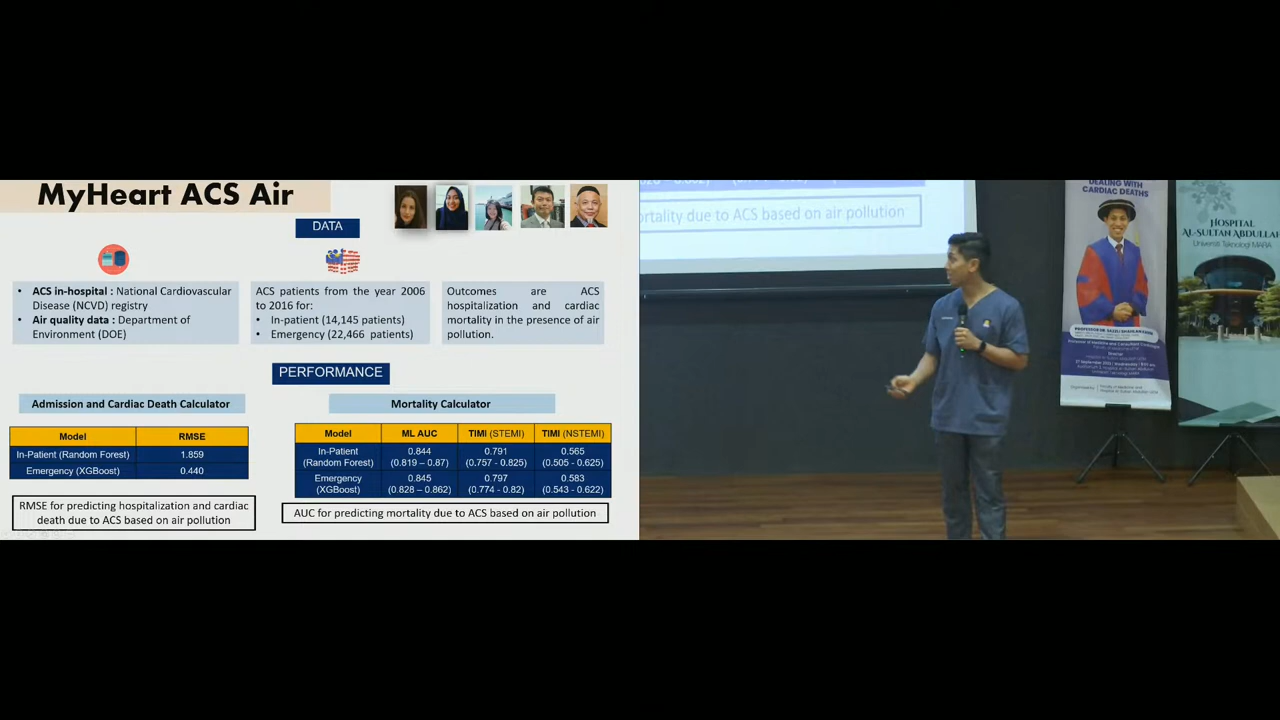 MyHeart ACS Air
DATA
• ACS in-hospital : National Cardiovascular
Disease (NCVD) registry
• Air quality data : Department of
Environment (DOE)
ACS patients from the year 2006
to 2016 for:
• In-patient (14,145 patients)
• Emergency (22,466 patients)
Outcomes are ACS
hospitalization and cardiac
mortality in the presence of air
pollution.
PERFORMANCE
Admission and Cardiac Death Calculator
Model RMSE
In-Patient (Random Forest) 1.859
Emergency (XGBoost) 0.440
RMSE for predicting hospitalization and cardiac
death due to ACS based on air pollution
Mortality Calculator
Model ML AUC TIMI (STEMI) TIMI (NSTEMI)
In-Patient 0.844 0.791 0.565
(Random Forest) (0.819 – 0.87) (0.757 - 0.825) (0.505 - 0.625)
Emergency 0.845 0.797 0.583
(XGBoost) (0.828 – 0.862) (0.774 - 0.82) (0.543 - 0.622)
AUC for predicting mortality due to ACS based on air pollution
ortality due to ACS based on air pollution
DEALING WITH
CARDIAC DEATHS
HOSPITAL
AL-SULTAN ABDULLAH
Universiti Teknologi MARA